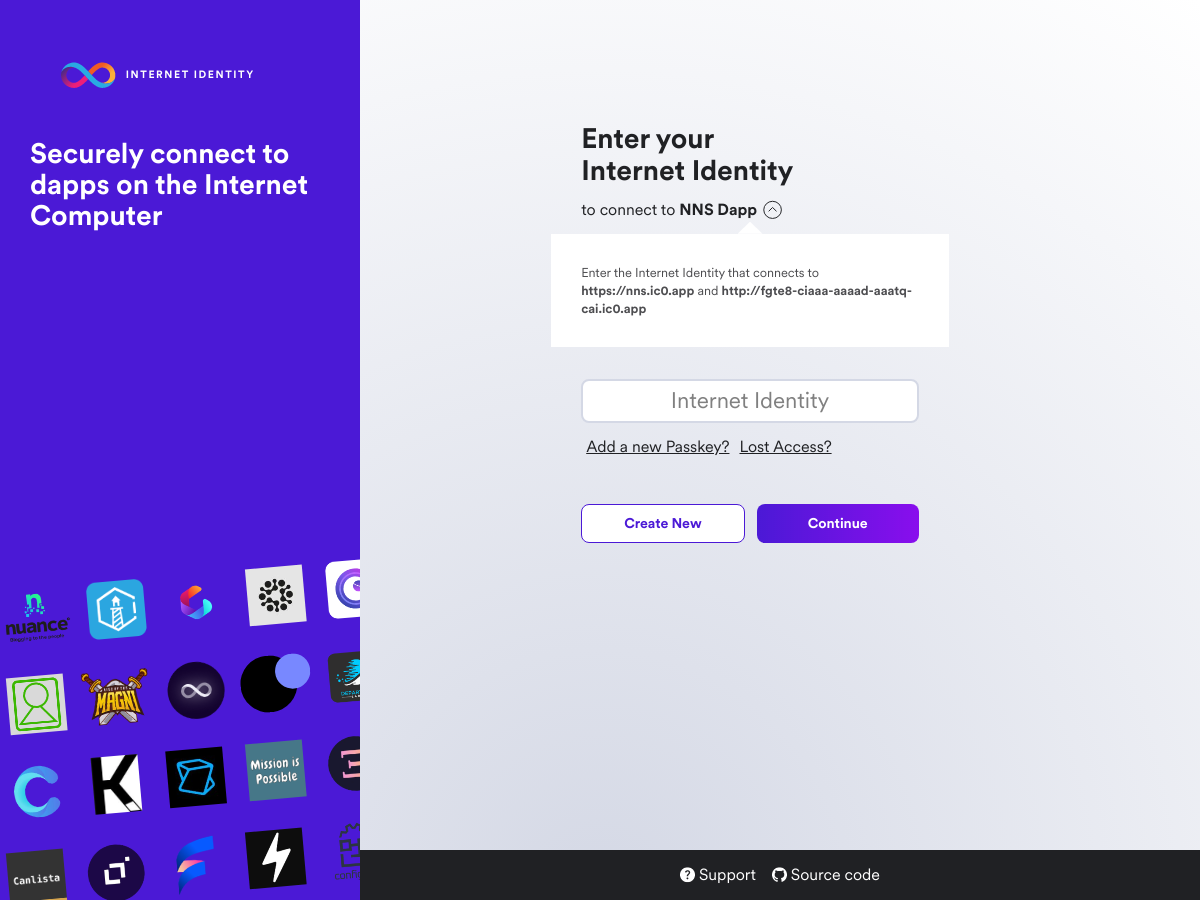 INTERNET IDENTITY
Securely connect to
dapps on the Internet
Computer
nuance
MAGNI
K
Mission is
Possible
Canlista
Enter your
Internet Identity
to connect to NNS Dapp
Enter the Internet Identity that connects to
https://nns.ic0.app and http://fgte8-ciaaa-aaaad-aaatq-
cai.ic0.app
Internet Identity
Add a new Passkey? Lost Access?
Create New
Continue
Support
Source code